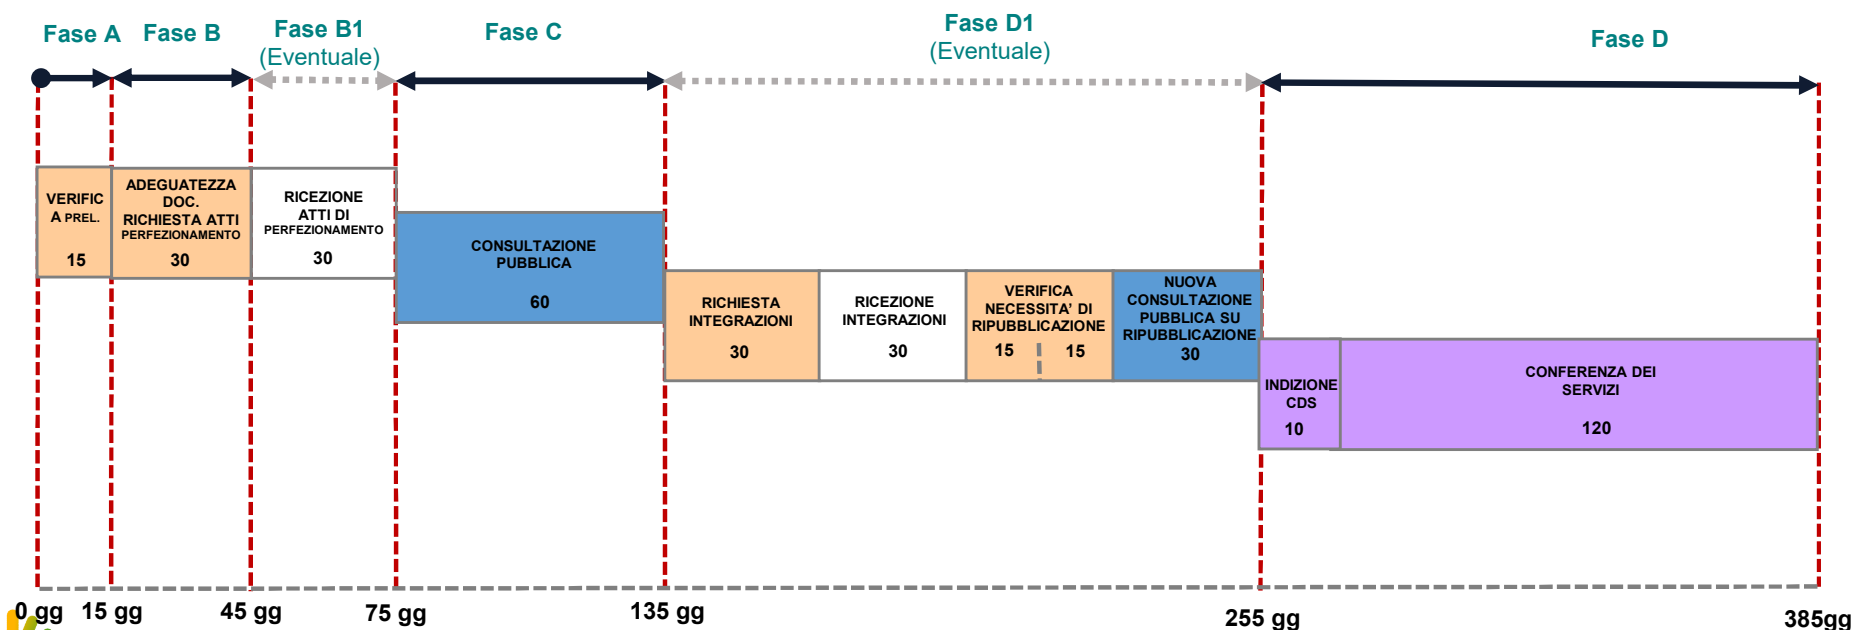 Fase A
Fase B
Fase B1
(Eventuale)
Fase C
Fase D1
(Eventuale)
Fase D
VERIFIC
A PREL.
15
ADEGUATEZZA
DOC.
RICHIESTA ATTI
PERFEZIONAMENTO
30
RICEZIONE
ATTI DI
PERFEZIONAMENTO
30
CONSULTAZIONE
PUBBLICA
60
RICHIESTA
INTEGRAZIONI
30
RICEZIONE
INTEGRAZIONI
30
VERIFICA
NECESSITA’ DI
RIPUBBLICAZIONE
15 15
NUOVA
CONSULTAZIONE
PUBBLICA SU
RIPUBBLICAZIONE
30
INDIZIONE
CDS
10
CONFERENZA DEI
SERVIZI
120
0 gg 15 gg 45 gg 75 gg 135 gg 255 gg 385gg